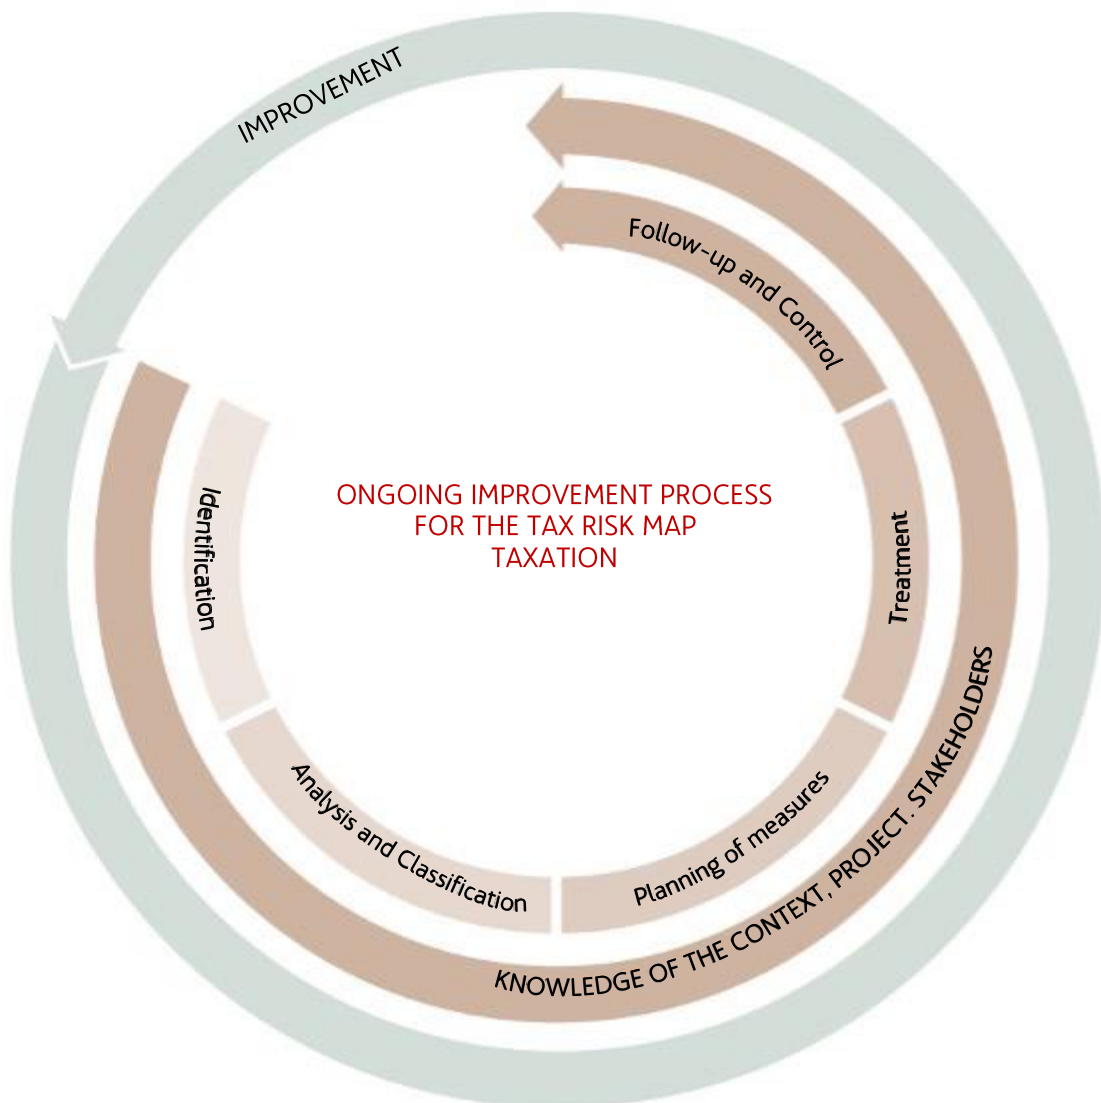 IMPROVEMENT
Follow-up and Control
ONGOING IMPROVEMENT PROCESS
FOR THE TAX RISK MAP
TAXATION
Identification
Treatment
Analysis and Classification
Planning of measures
KNOWLEDGE OF THE CONTEXT, PROJECT. STAKEHOLDERS